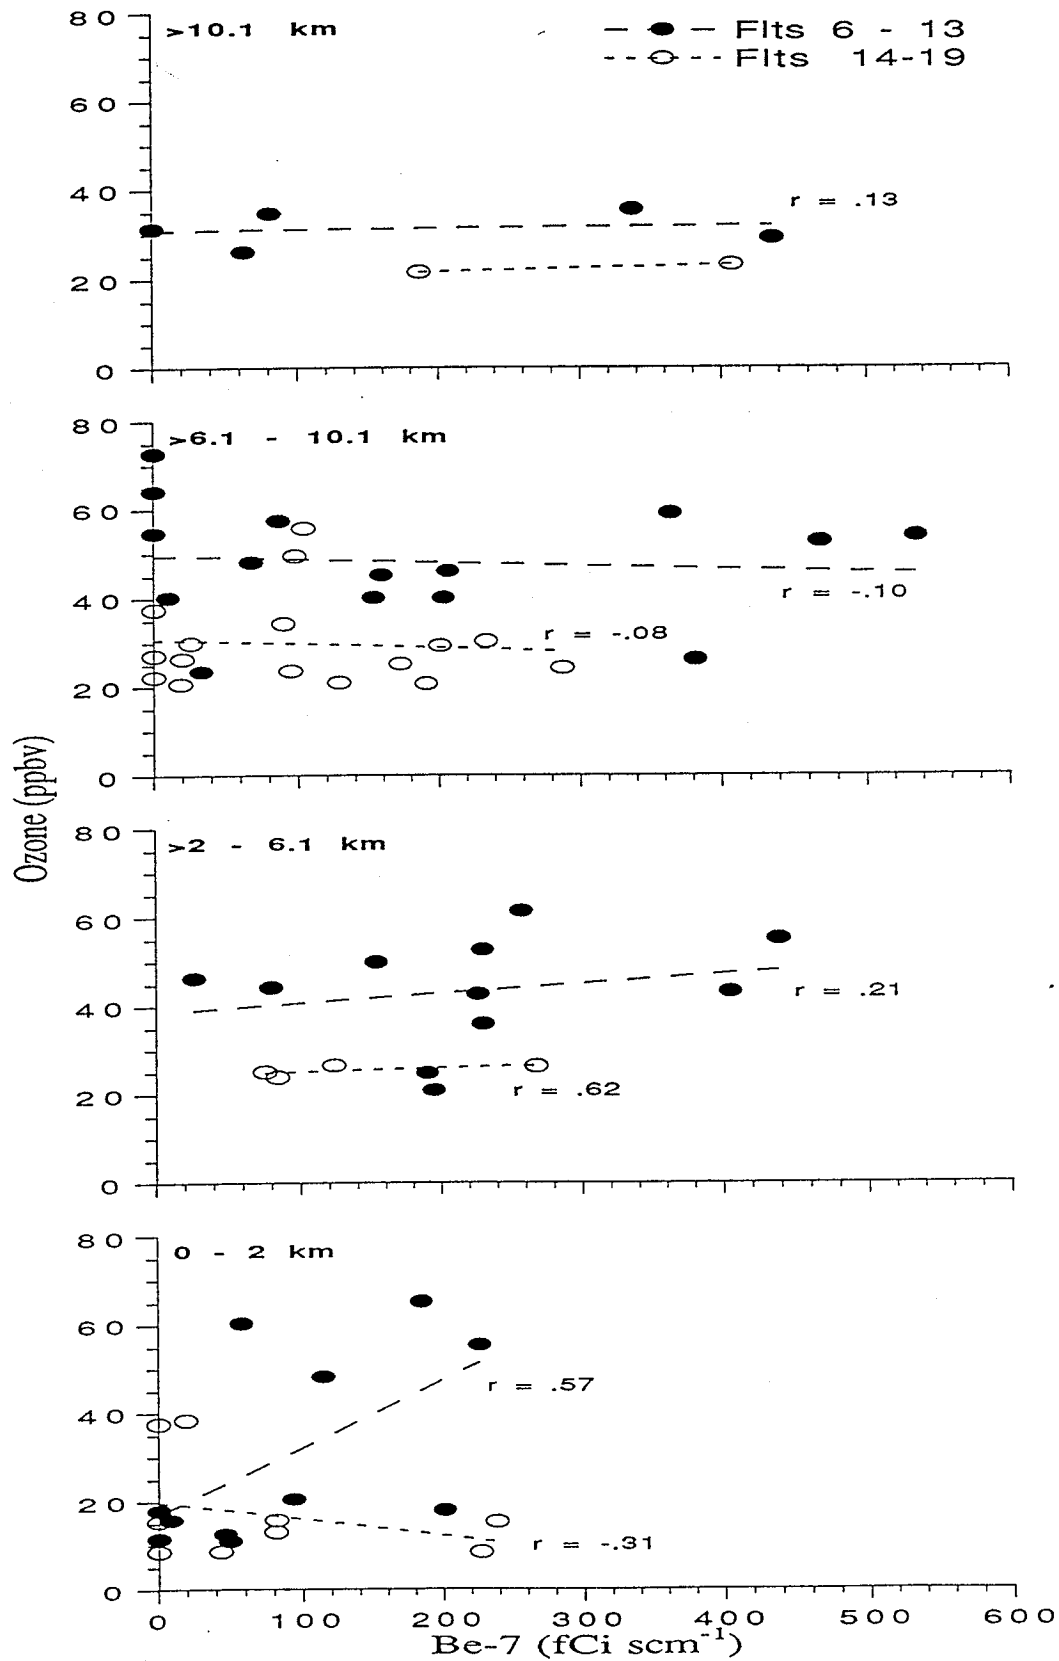 80
>10.1 km
Flts 6 - 13
Flts 14-19
60
40
r = .13
20
0
80
>6.1 - 10.1 km
60
r = -.10
40
r = -.08
20
0
Ozone (ppbv)
80
>2 - 6.1 km
60
40
r = .21
20
r = .62
0
80
0 - 2 km
60
r = .57
40
20
r = -.31
0
0 100 200 300 400 500 600
Be-7 (fCi scm⁻¹)